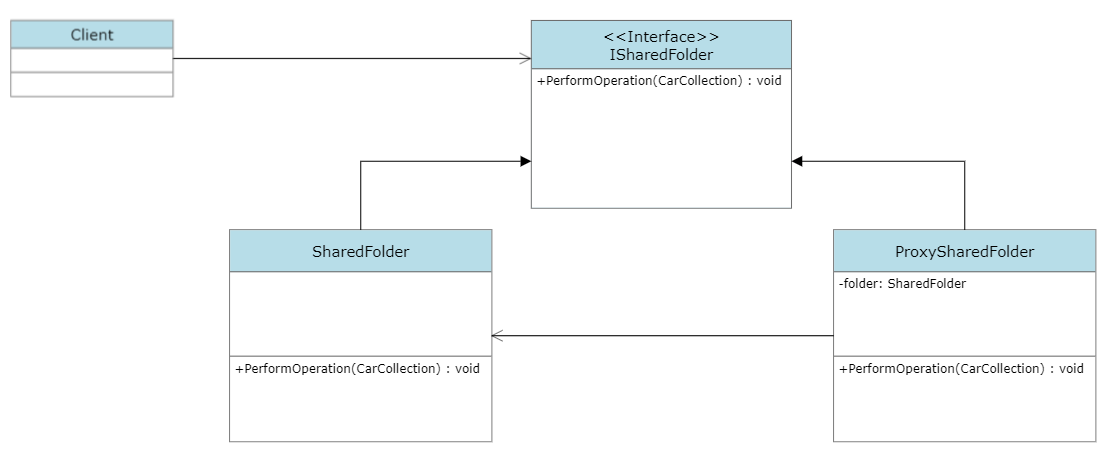 Client
<<Interface>>
ISharedFolder
+PerformOperation(CarCollection) : void
SharedFolder
+PerformOperation(CarCollection) : void
ProxySharedFolder
-folder: SharedFolder
+PerformOperation(CarCollection) : void